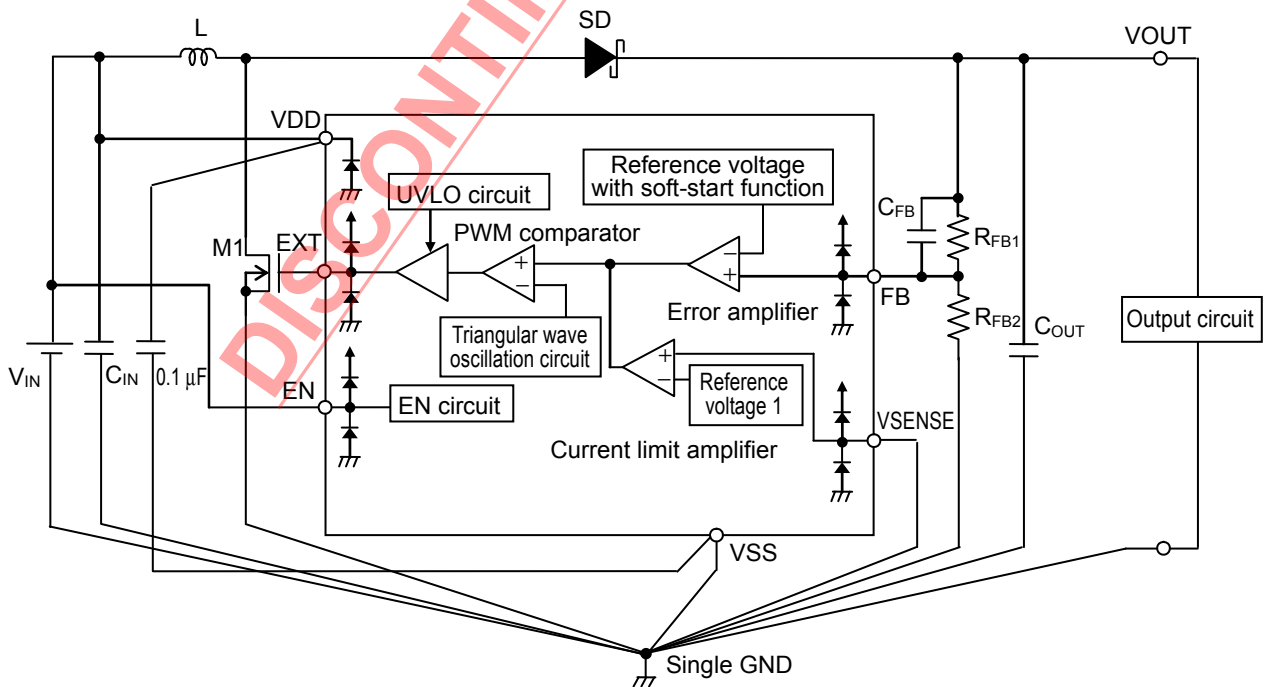 L
SD
VOUT
VDD
Reference voltage
with soft-start function
UVLO circuit
CFB
RFB1
M1
EXT
PWM comparator
+
−
−
+
FB
Error amplifier
RFB2
COUT
Output circuit
Triangular wave
oscillation circuit
VIN
CIN
0.1 μF
EN
EN circuit
+
−
Reference
voltage 1
VSENSE
Current limit amplifier
VSS
Single GND